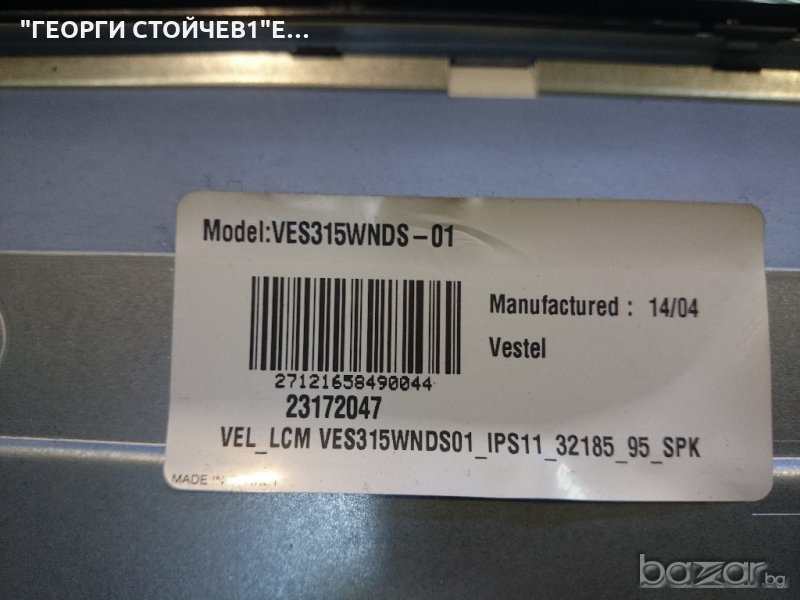 "ГЕОРГИ СТОЙЧЕВ1"Е...
Model:VES315WNDS-01
Manufactured : 14/04
Vestel
27121658490044
23172047
VEL_LCM VES315WNDS01_IPS11_32185_95_SPK
MADE IN
bazar.bg